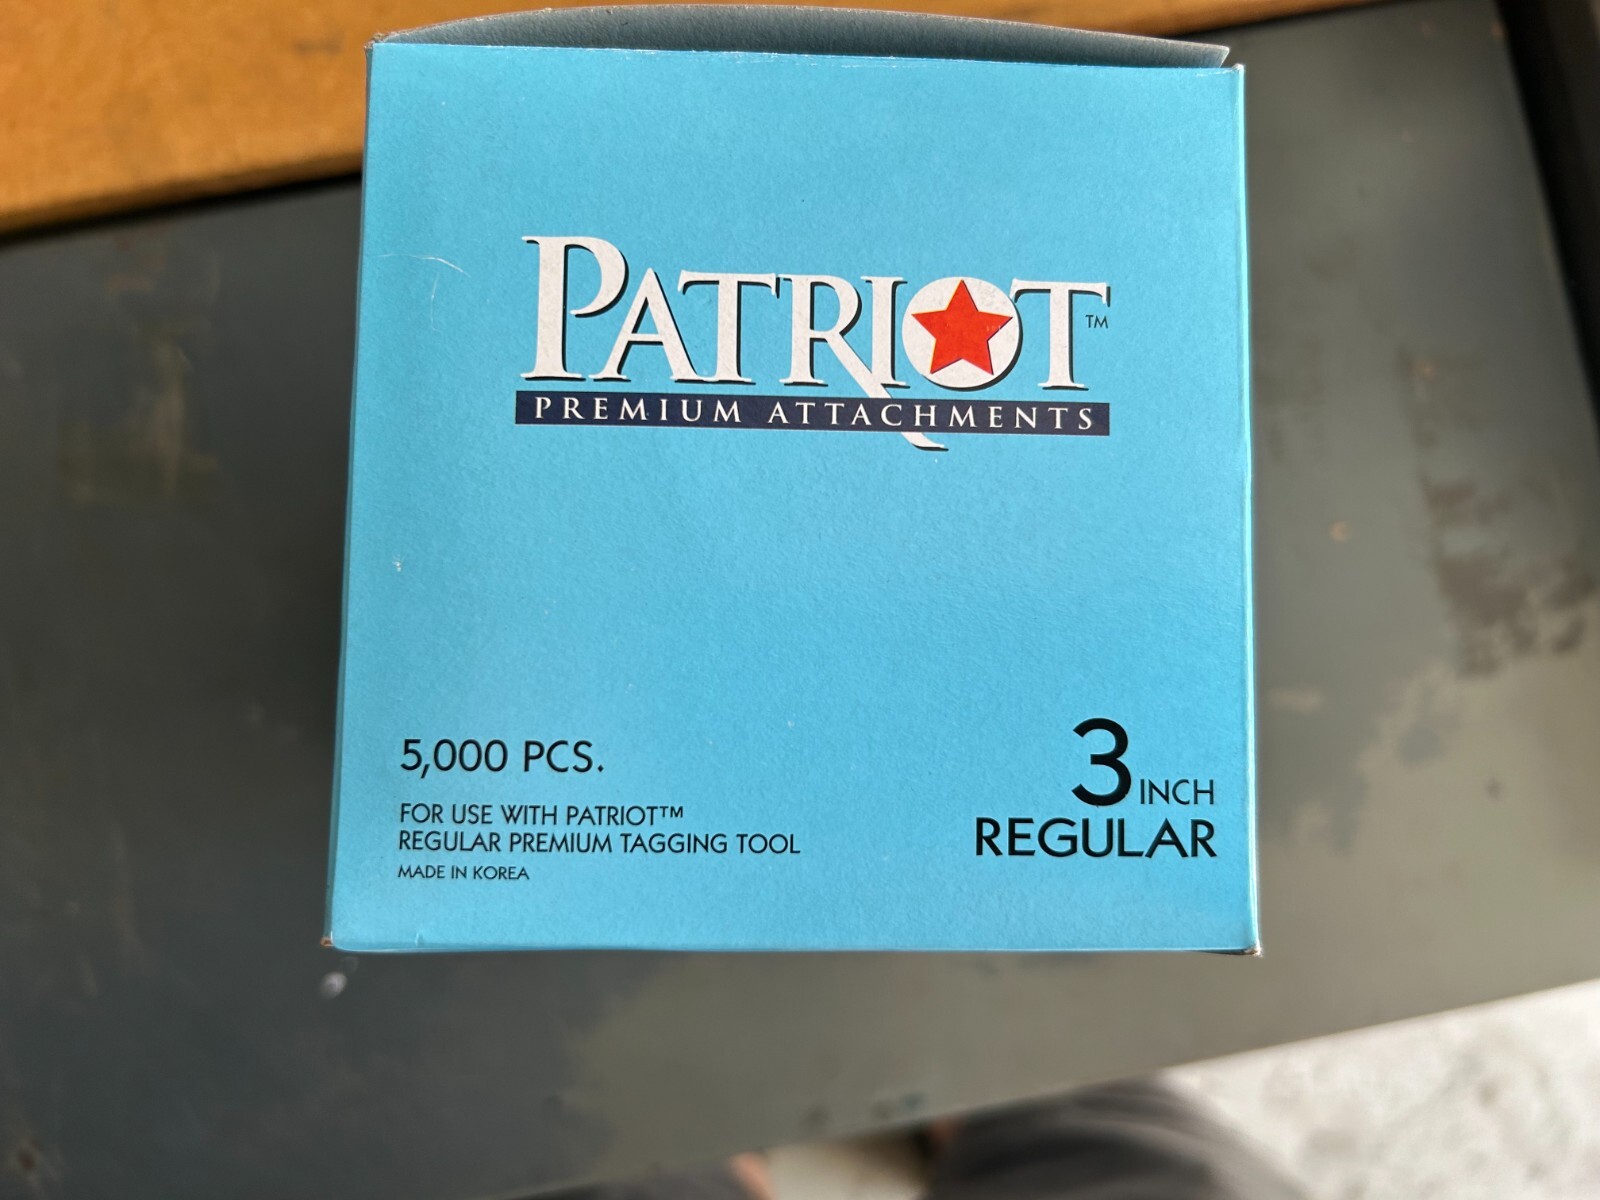 PATRIOT™
PREMIUM ATTACHMENTS
5,000 PCS.
FOR USE WITH PATRIOT™
REGULAR PREMIUM TAGGING TOOL
MADE IN KOREA
3 INCH
REGULAR